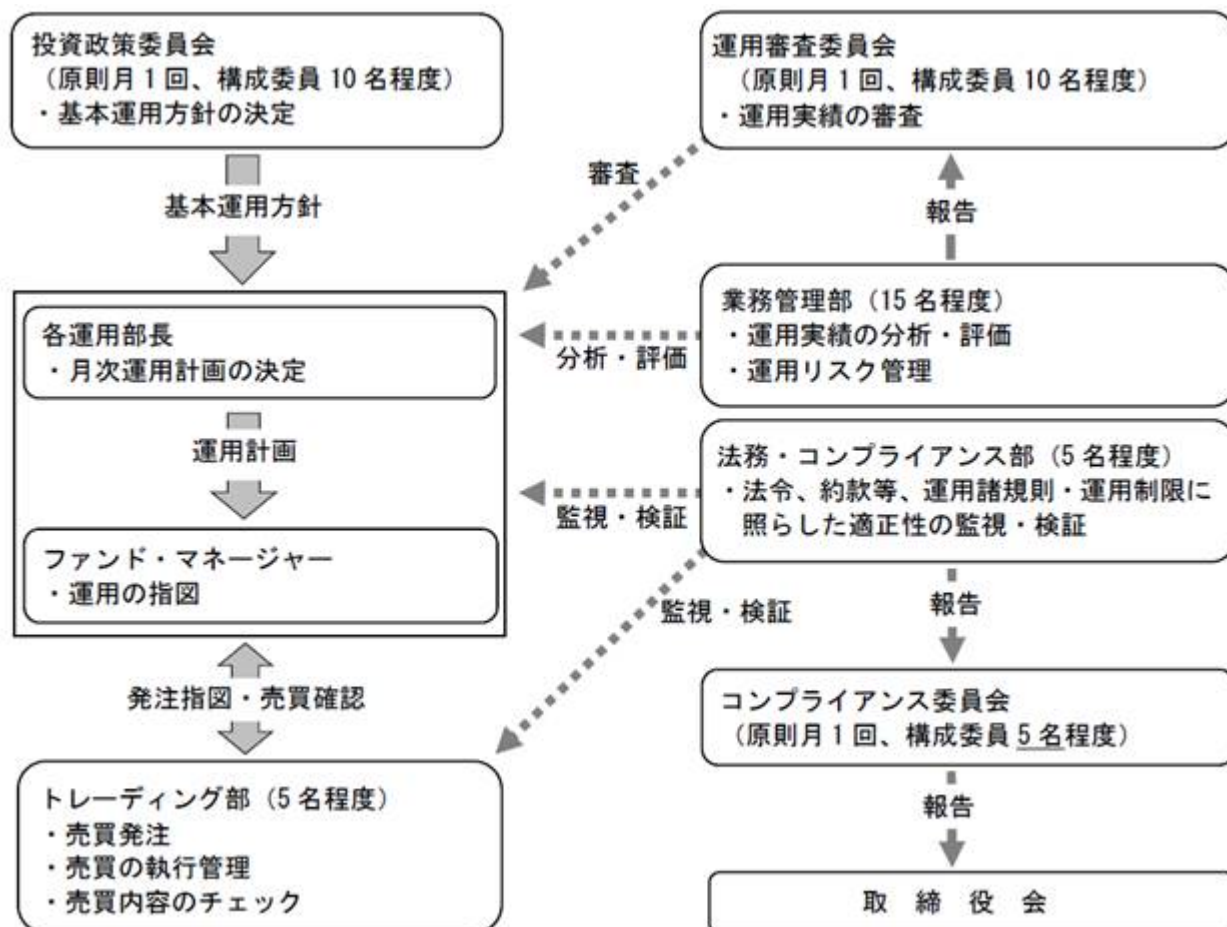 投資政策委員会
（原則月１回、構成委員 10 名程度）
・基本運用方針の決定
基本運用方針
各運用部長
・月次運用計画の決定
運用計画
ファンド・マネージャー
・運用の指図
発注指図・売買確認
トレーディング部（5 名程度）
・売買発注
・売買の執行管理
・売買内容のチェック
運用審査委員会
（原則月１回、構成委員 10 名程度）
・運用実績の審査
審査
報告
業務管理部（15 名程度）
・運用実績の分析・評価
・運用リスク管理
分析・評価
法務・コンプライアンス部（5 名程度）
・法令、約款等、運用諸規則・運用制限に
照らした適正性の監視・検証
監視・検証
監視・検証
報告
コンプライアンス委員会
（原則月１回、構成委員 5 名程度）
報告
取 締 役 会